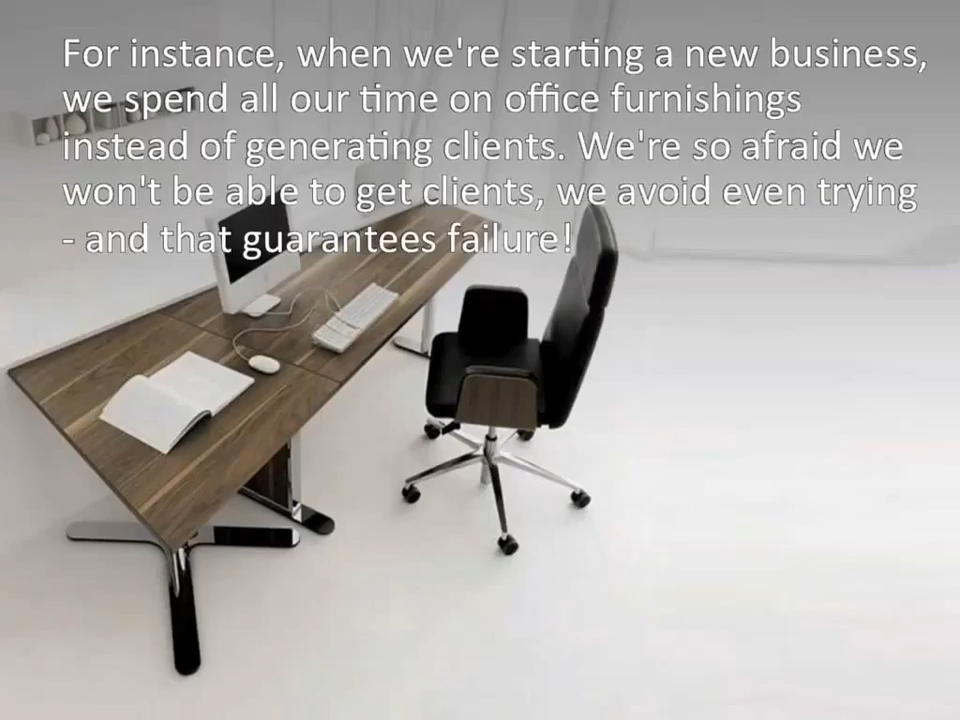 For instance, when we're starting a new business,
we spend all our time on office furnishings
instead of generating clients. We're so afraid we
won't be able to get clients, we avoid even trying
- and that guarantees failure!